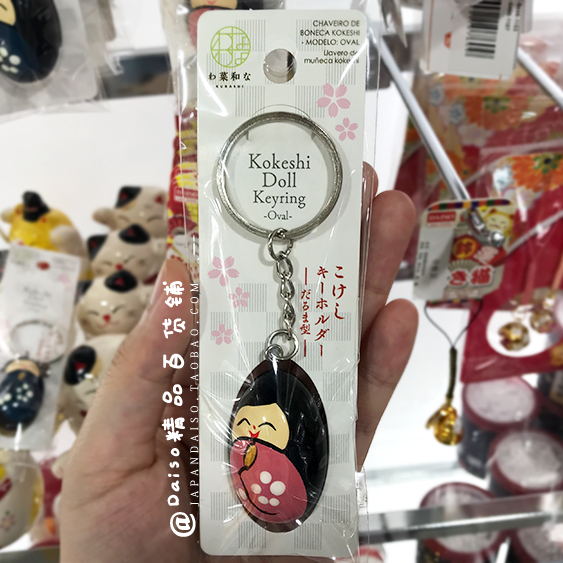 CHAVEIRO DE
BONECA KOKESHI
- MODELO: OVAL
Llavero de
muñeca kokeshi
わ菜和な
Kokeshi
Doll
Keyring
-Oval-
こけし
キーホルダー
―だるま型―
@Daiso精品百货铺
JAPANDAISO.TAOBAO.COM
DAISO
Kokeshi